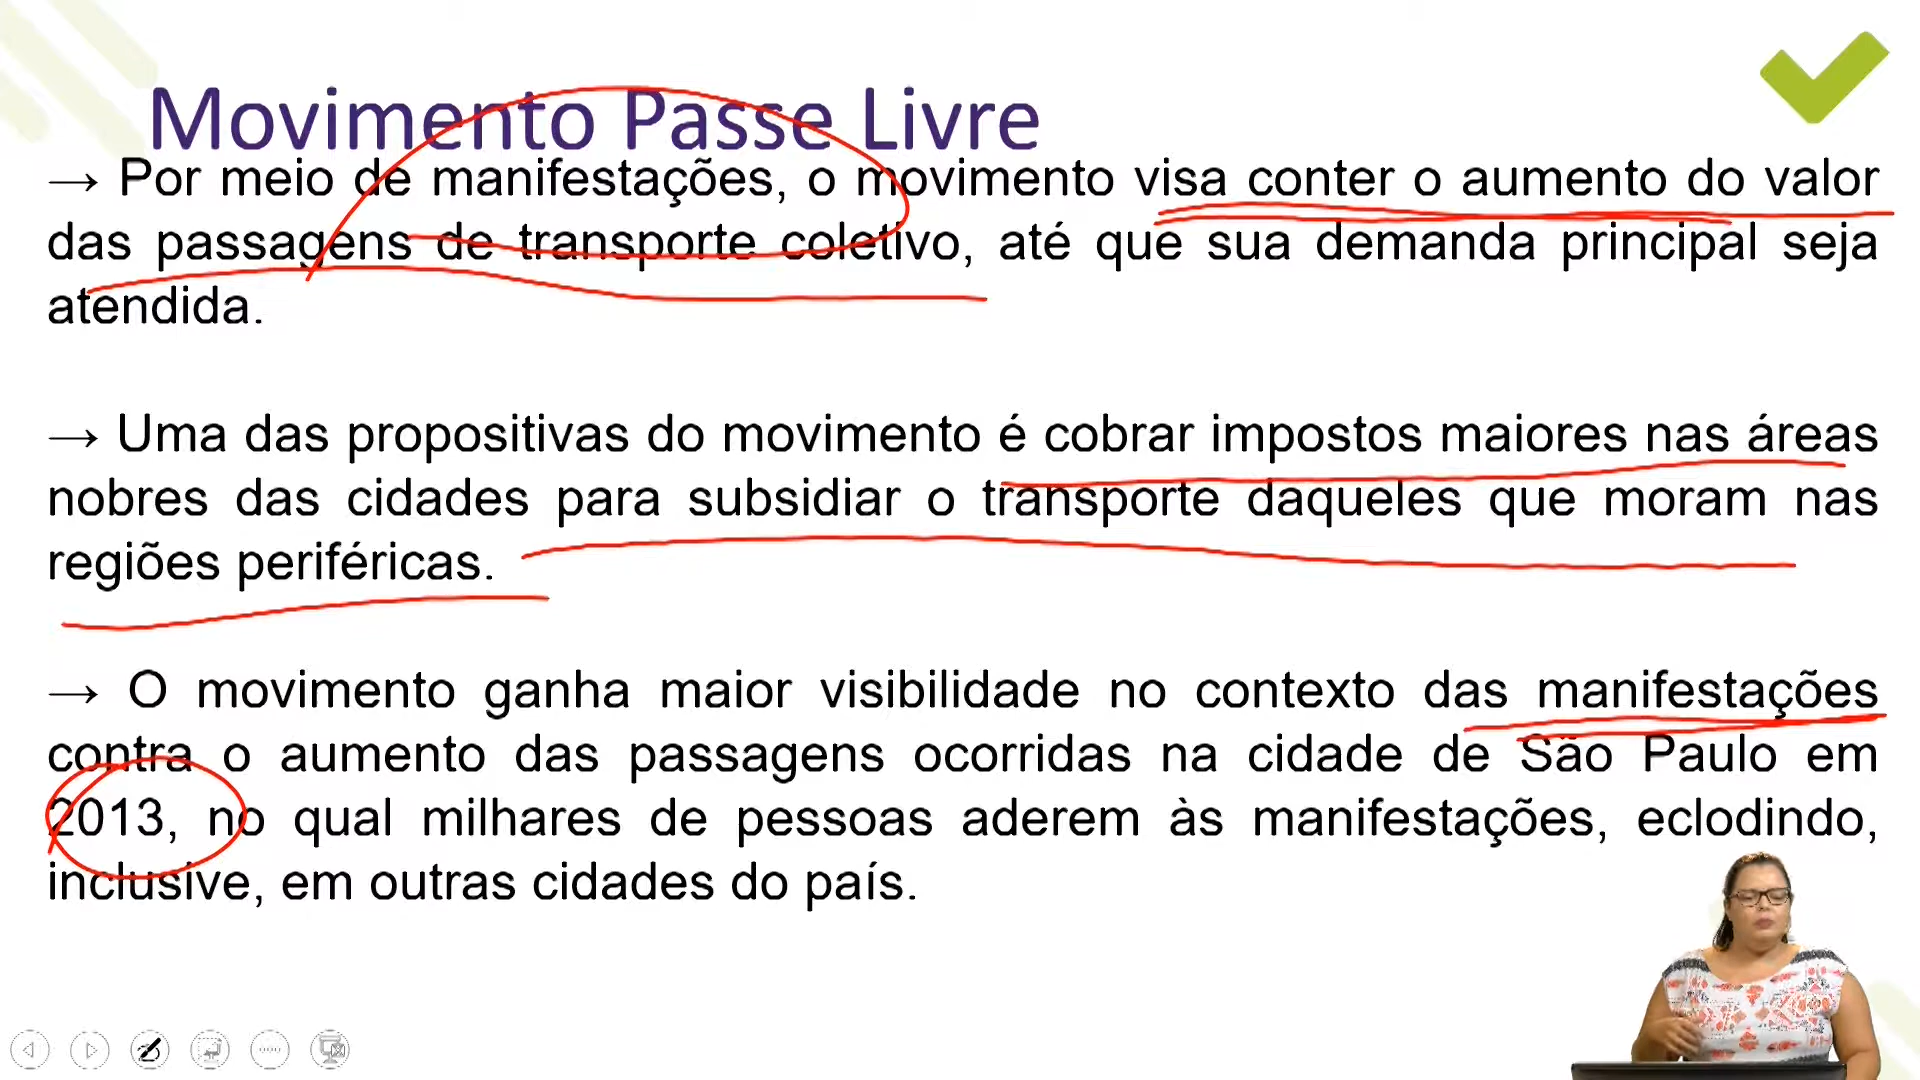 Movimento Passe Livre
→ Por meio de manifestações, o movimento visa conter o aumento do valor
das passagens de transporte coletivo, até que sua demanda principal seja
atendida.
→ Uma das propositivas do movimento é cobrar impostos maiores nas áreas
nobres das cidades para subsidiar o transporte daqueles que moram nas
regiões periféricas.
→ O movimento ganha maior visibilidade no contexto das manifestações
contra o aumento das passagens ocorridas na cidade de São Paulo em
2013, no qual milhares de pessoas aderem às manifestações, eclodindo,
inclusive, em outras cidades do país.